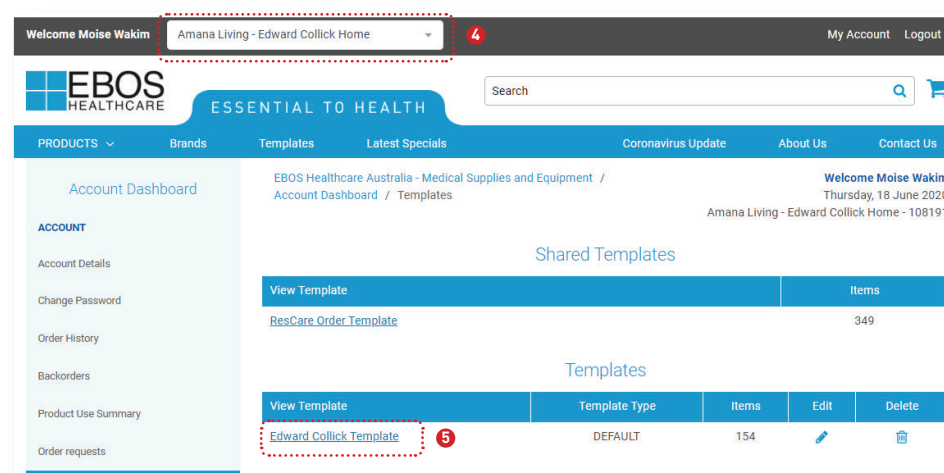 Welcome Moise Wakim
Amana Living - Edward Collick Home
4
My Account Logout
EBOS
HEALTHCARE
ESSENTIAL TO HEALTH
Search
PRODUCTS Brands Templates Latest Specials Coronavirus Update About Us Contact Us
Account Dashboard
ACCOUNT
Account Details
Change Password
Order History
Backorders
Product Use Summary
Order requests
EBOS Healthcare Australia - Medical Supplies and Equipment /
Account Dashboard / Templates
Welcome Moise Wakim
Thursday, 18 June 2020
Amana Living - Edward Collick Home - 108191
Shared Templates
View Template Items
ResCare Order Template 349
Templates
View Template Template Type Items Edit Delete
Edward Collick Template 5 DEFAULT 154